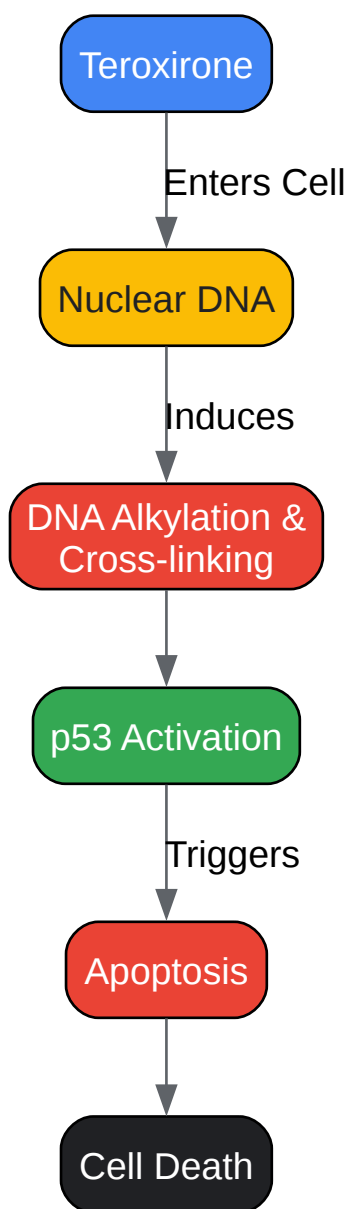 Teroxirone
Enters Cell
Nuclear DNA
Induces
DNA Alkylation &
Cross-linking
p53 Activation
Triggers
Apoptosis
Cell Death